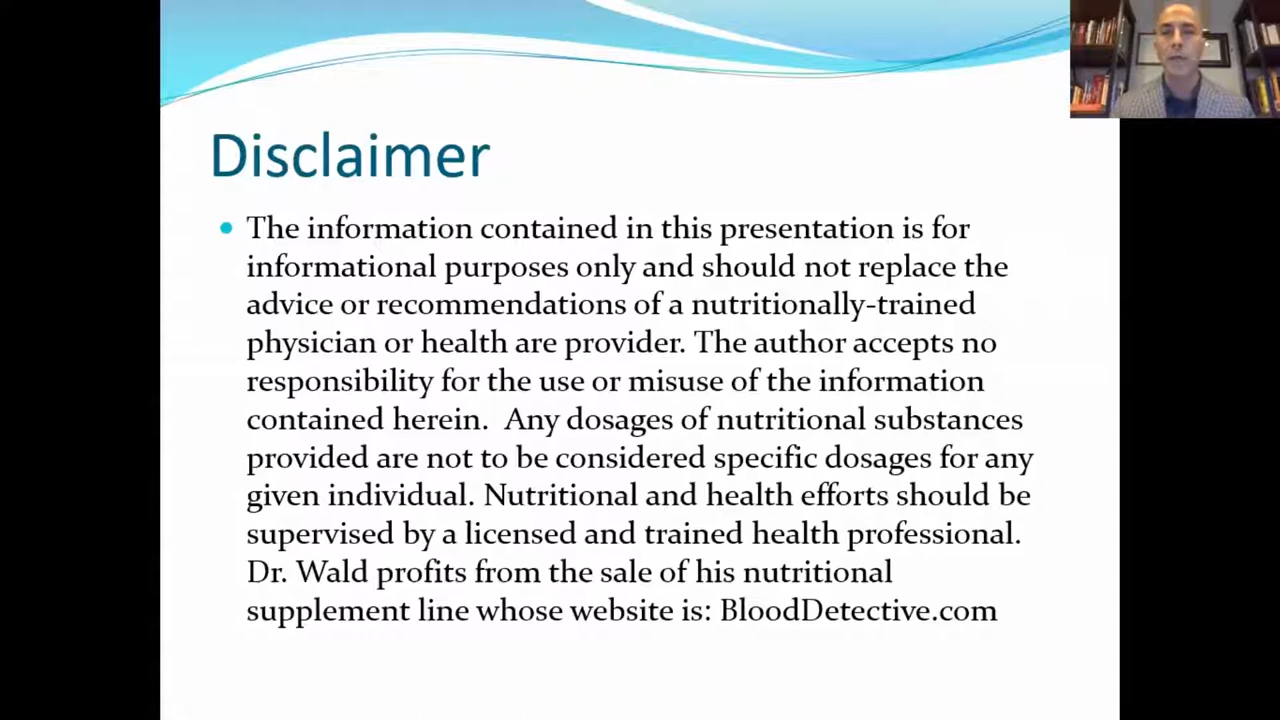 Disclaimer
• The information contained in this presentation is for
informational purposes only and should not replace the
advice or recommendations of a nutritionally-trained
physician or health are provider. The author accepts no
responsibility for the use or misuse of the information
contained herein.  Any dosages of nutritional substances
provided are not to be considered specific dosages for any
given individual. Nutritional and health efforts should be
supervised by a licensed and trained health professional.
Dr. Wald profits from the sale of his nutritional
supplement line whose website is: BloodDetective.com